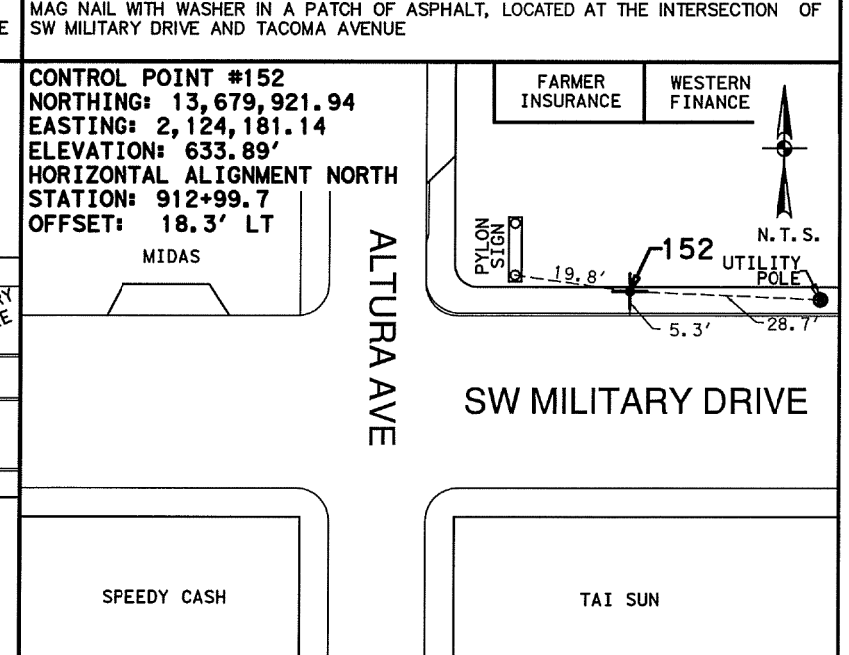 MAG NAIL WITH WASHER IN A PATCH OF ASPHALT, LOCATED AT THE INTERSECTION OF
SW MILITARY DRIVE AND TACOMA AVENUE
CONTROL POINT #152
NORTHING: 13,679,921.94
EASTING: 2,124,181.14
ELEVATION: 633.89'
HORIZONTAL ALIGNMENT NORTH
STATION: 912+99.7
OFFSET: 18.3' LT
FARMER
INSURANCE
WESTERN
FINANCE
N.T.S.
MIDAS
ALTURA AVE
PYLON
SIGN
19.8'
152
UTILITY
POLE
5.3'
28.7'
SW MILITARY DRIVE
SPEEDY CASH
TAI SUN